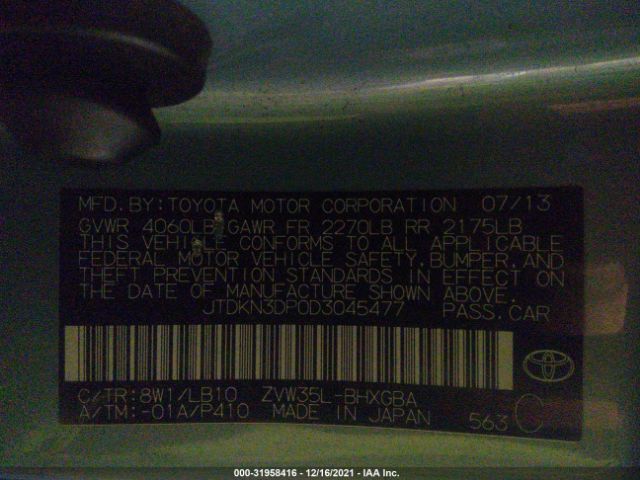 MFD.BY:TOYOTA MOTOR CORPORATION 07/13
GVWR 4060LB GAWR FR 2270LB RR 2175LB
THIS VEHICLE CONFORMS TO ALL APPLICABLE
FEDERAL MOTOR VEHICLE SAFETY,BUMPER,AND
THEFT PREVENTION STANDARDS IN EFFECT ON
THE DATE OF MANUFACTURE SHOWN ABOVE.
JTDKN3DP0D3045477 PASS.CAR
C/TR:8W1/LB10 ZVW35L-BHXGBA
A/TM:-01A/P410 MADE IN JAPAN 563 C
000-31958416 - 12/16/2021 - IAA Inc.